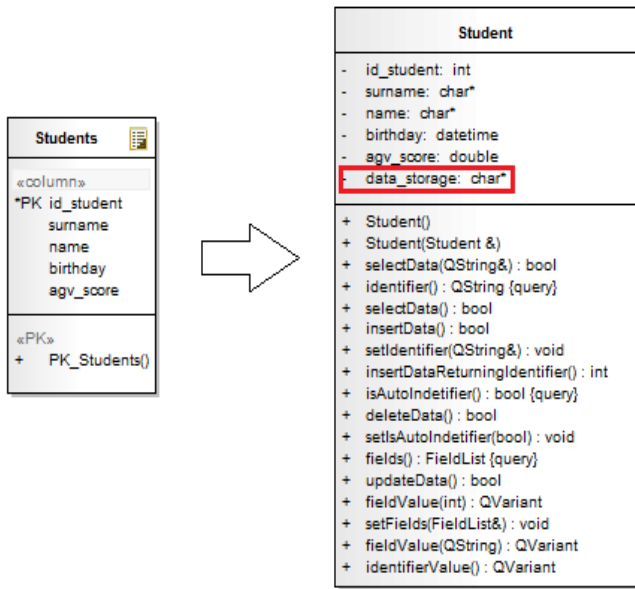 Students
«column»
*PK id_student
surname
name
birthday
agv_score
«PK»
+ PK_Students()
Student
- id_student: int
- surname: char*
- name: char*
- birthday: datetime
- agv_score: double
- data_storage: char*
+ Student()
+ Student(Student &)
+ selectData(QString&) : bool
+ identifier() : QString {query}
+ selectData() : bool
+ insertData() : bool
+ setIdentifier(QString&) : void
+ insertDataReturningIdentifier() : int
+ isAutoIndetifier() : bool {query}
+ deleteData() : bool
+ setIsAutoIndetifier(bool) : void
+ fields() : FieldList {query}
+ updateData() : bool
+ fieldValue(int) : QVariant
+ setFields(FieldList&) : void
+ fieldValue(QString) : QVariant
+ identifierValue() : QVariant